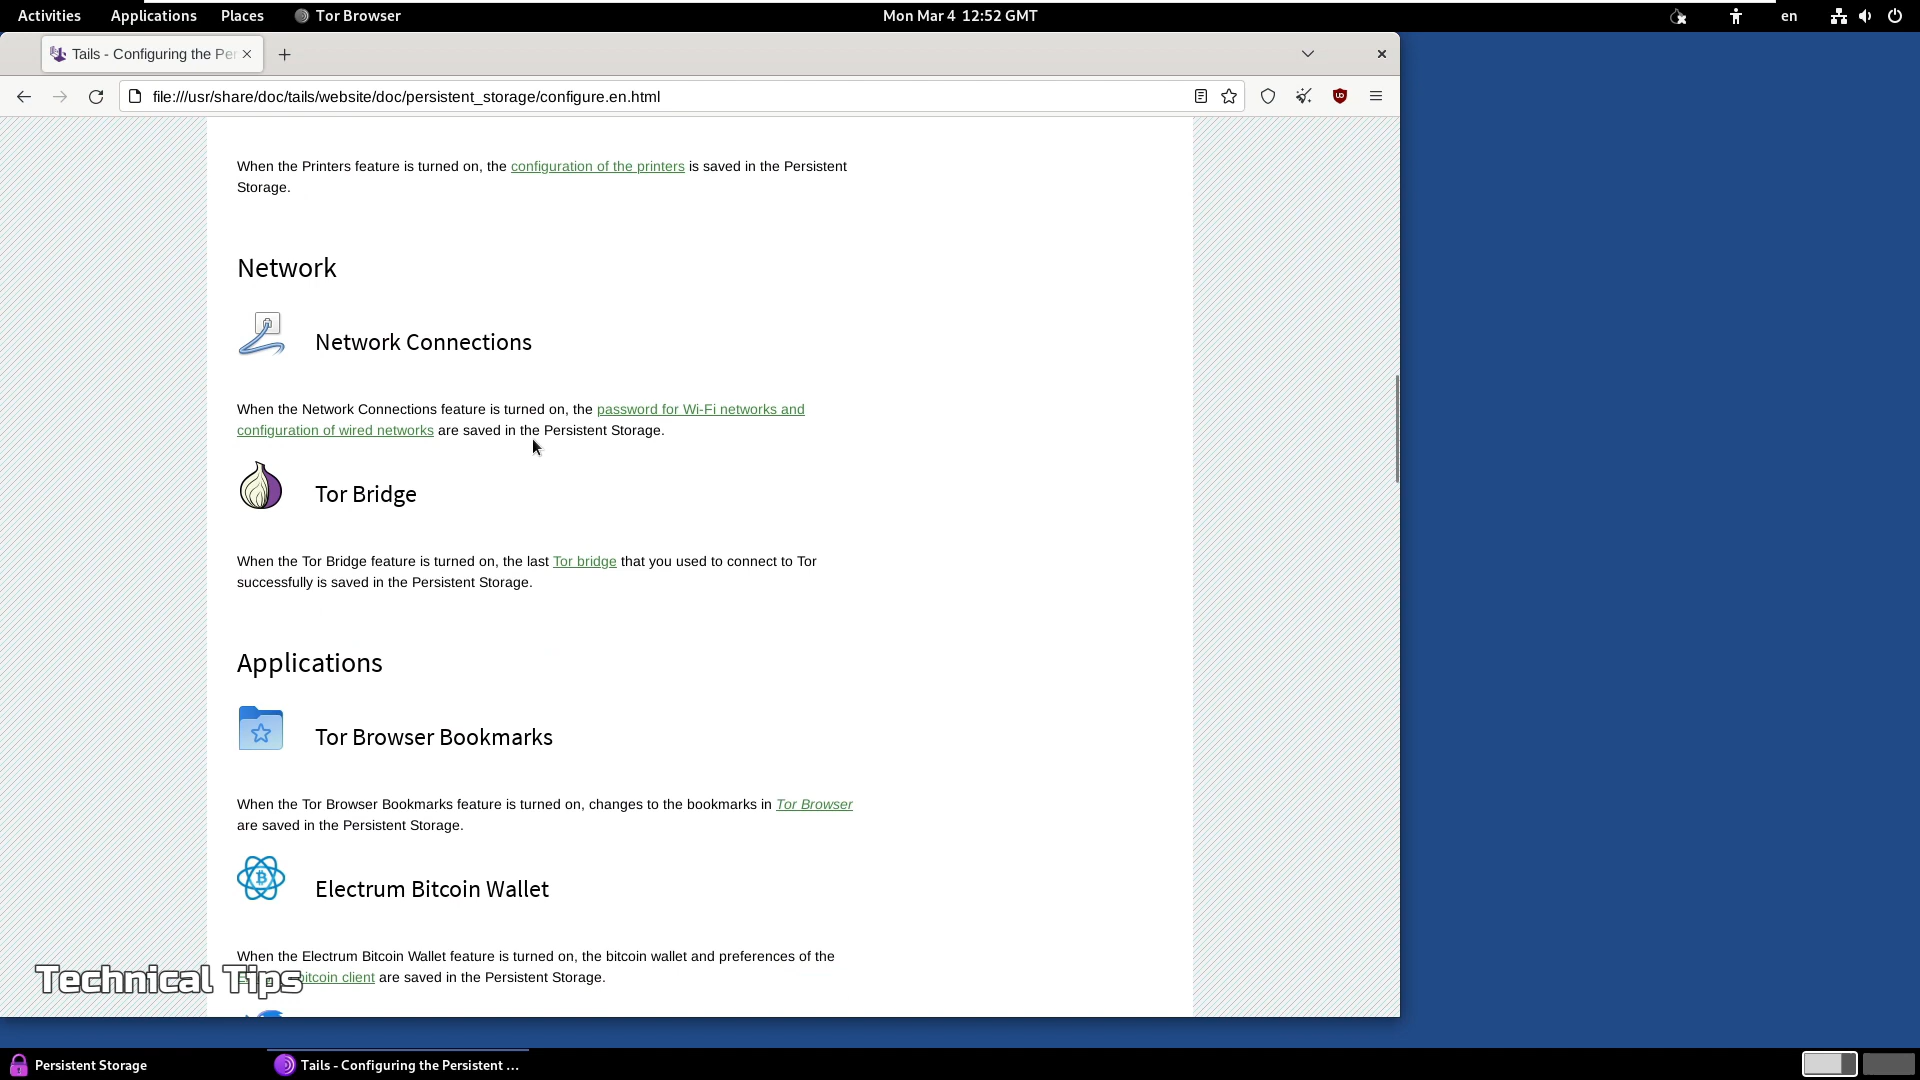 Activities
Applications
Places
Tor Browser
Mon Mar 4 12:52 GMT
en
Tails - Configuring the Per
file:///usr/share/doc/tails/website/doc/persistent_storage/configure.en.html
When the Printers feature is turned on, the configuration of the printers is saved in the Persistent
Storage.
Network
Network Connections
When the Network Connections feature is turned on, the password for Wi-Fi networks and
configuration of wired networks are saved in the Persistent Storage.
Tor Bridge
When the Tor Bridge feature is turned on, the last Tor bridge that you used to connect to Tor
successfully is saved in the Persistent Storage.
Applications
Tor Browser Bookmarks
When the Tor Browser Bookmarks feature is turned on, changes to the bookmarks in Tor Browser
are saved in the Persistent Storage.
Electrum Bitcoin Wallet
When the Electrum Bitcoin Wallet feature is turned on, the bitcoin wallet and preferences of the
bitcoin client are saved in the Persistent Storage.
Technical Tips
Persistent Storage
Tails - Configuring the Persistent ...